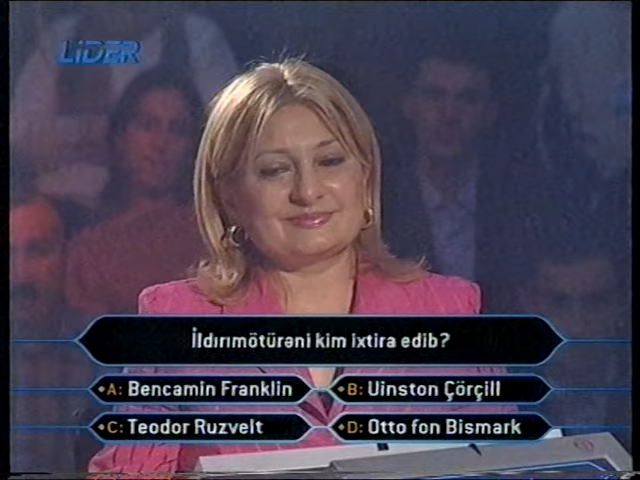 LiDER
İldırımötürəni kim ixtira edib?
A: Bencamin Franklin
B: Uinston Çörçill
C: Teodor Ruzvelt
D: Otto fon Bismark